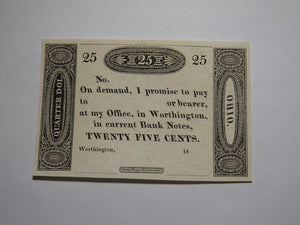 25 25 25
QUARTER DOL.
No.
On demand, I promise to pay
to or bearer,
at my Office, in Worthington,
in current Bank Notes,
TWENTY FIVE CENTS.
Worthington, 18
OHIO.